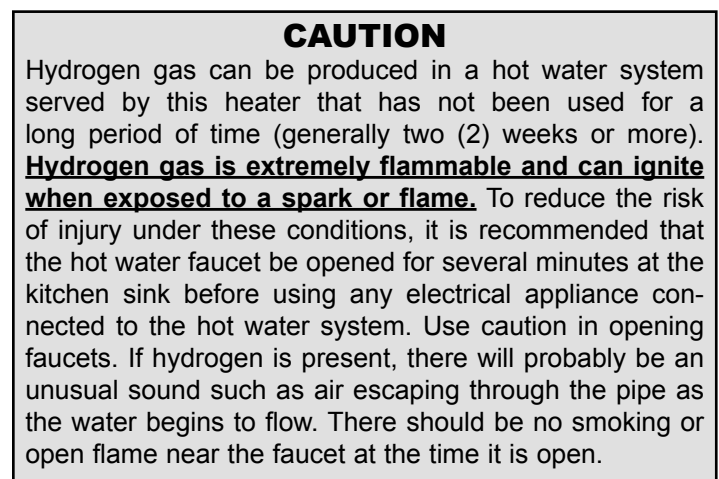 CAUTION
Hydrogen gas can be produced in a hot water system
served by this heater that has not been used for a
long period of time (generally two (2) weeks or more).
Hydrogen gas is extremely flammable and can ignite
when exposed to a spark or flame. To reduce the risk
of injury under these conditions, it is recommended that
the hot water faucet be opened for several minutes at the
kitchen sink before using any electrical appliance con-
nected to the hot water system. Use caution in opening
faucets. If hydrogen is present, there will probably be an
unusual sound such as air escaping through the pipe as
the water begins to flow. There should be no smoking or
open flame near the faucet at the time it is open.